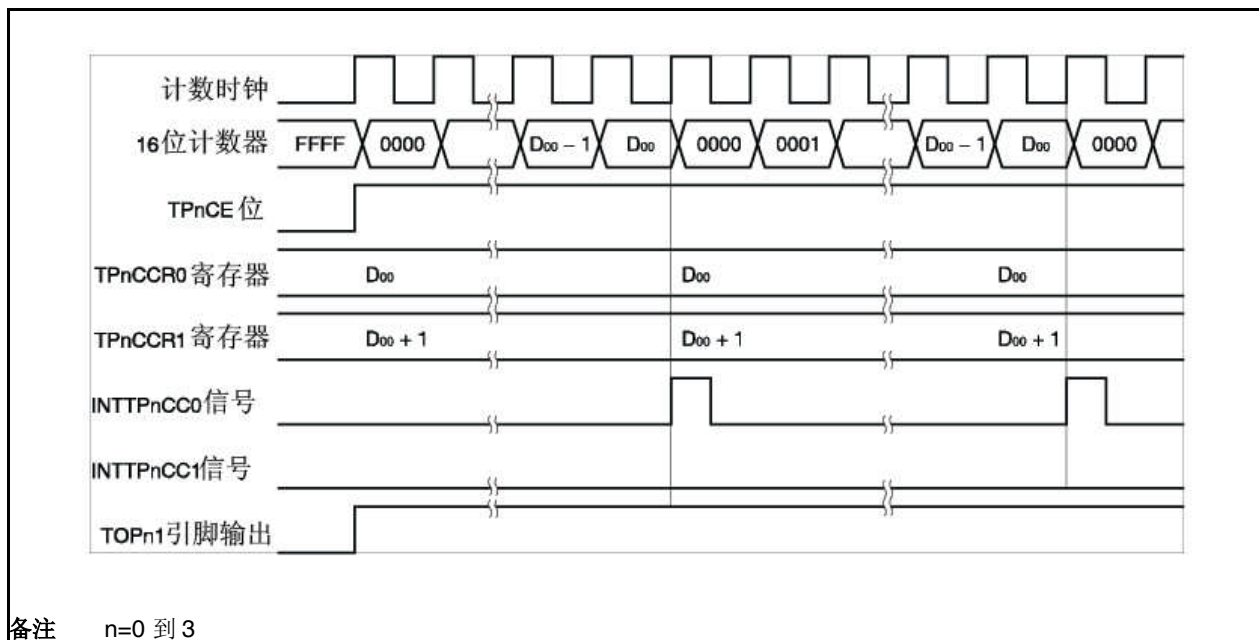 计数时钟
16位计数器 FFFF 0000 D00 – 1 D00 0000 0001 D00 – 1 D00 0000
TPnCE 位
TPnCCR0 寄存器 D00 D00 D00
TPnCCR1 寄存器 D00 + 1 D00 + 1 D00 + 1
INTTPnCC0信号
INTTPnCC1信号
TOPn1引脚输出
备注 n=0 到 3